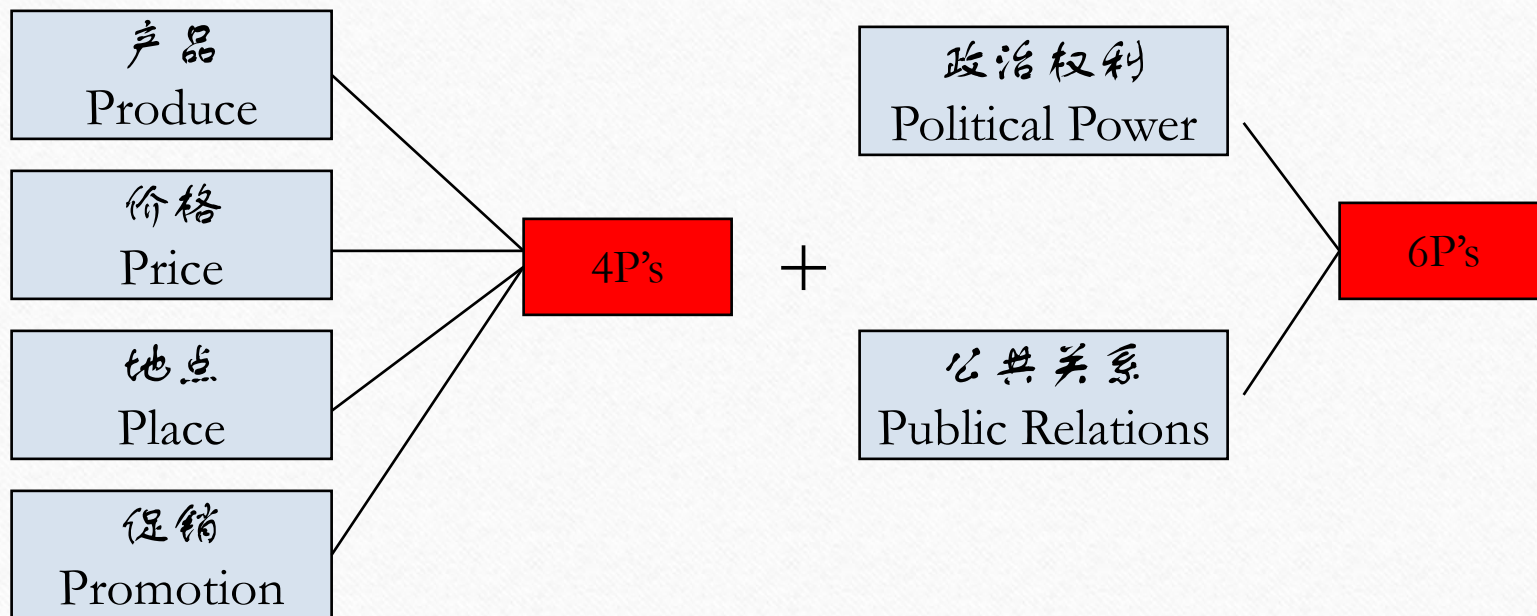 产品
Produce
价格
Price
地点
Place
促销
Promotion
4P's
+
政治权利
Political Power
公共关系
Public Relations
6P's